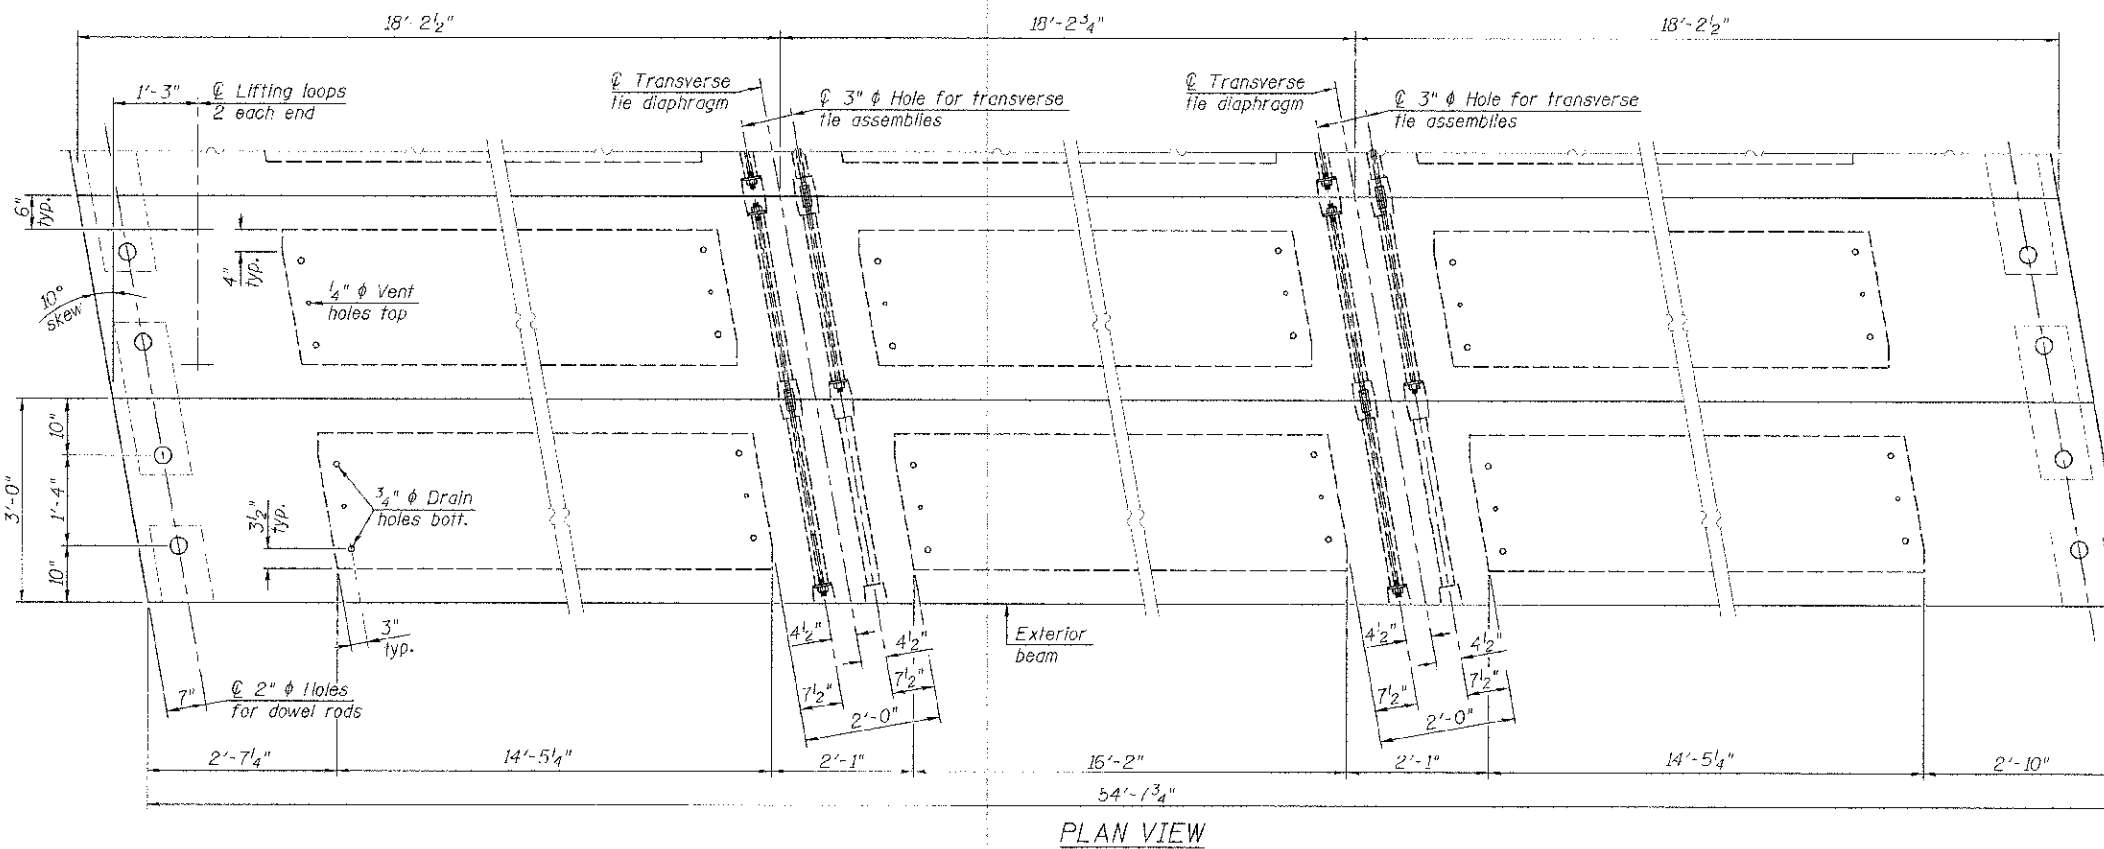 18'-2½"
18'-2¾"
18'-2½"
1'-3"
℄ Lifting loops
2 each end
℄ Transverse
tie diaphragm
℄ 3" ϕ Hole for transverse
tie assemblies
℄ Transverse
tie diaphragm
℄ 3" ϕ Hole for transverse
tie assemblies
6"
typ.
4"
typ.
10°
skew
¼" ϕ Vent
holes top
3'-0"
10"
1'-4"
10"
3½"
typ.
¾" ϕ Drain
holes bott.
3"
typ.
7"
℄ 2" ϕ Holes
for dowel rods
4½"
4½"
7½"
7½"
2'-0"
Exterior
beam
4½"
4½"
7½"
7½"
2'-0"
2'-7¼"
14'-5¼"
2'-1"
16'-2"
2'-1"
14'-5¼"
2'-10"
54'-7¾"
PLAN VIEW